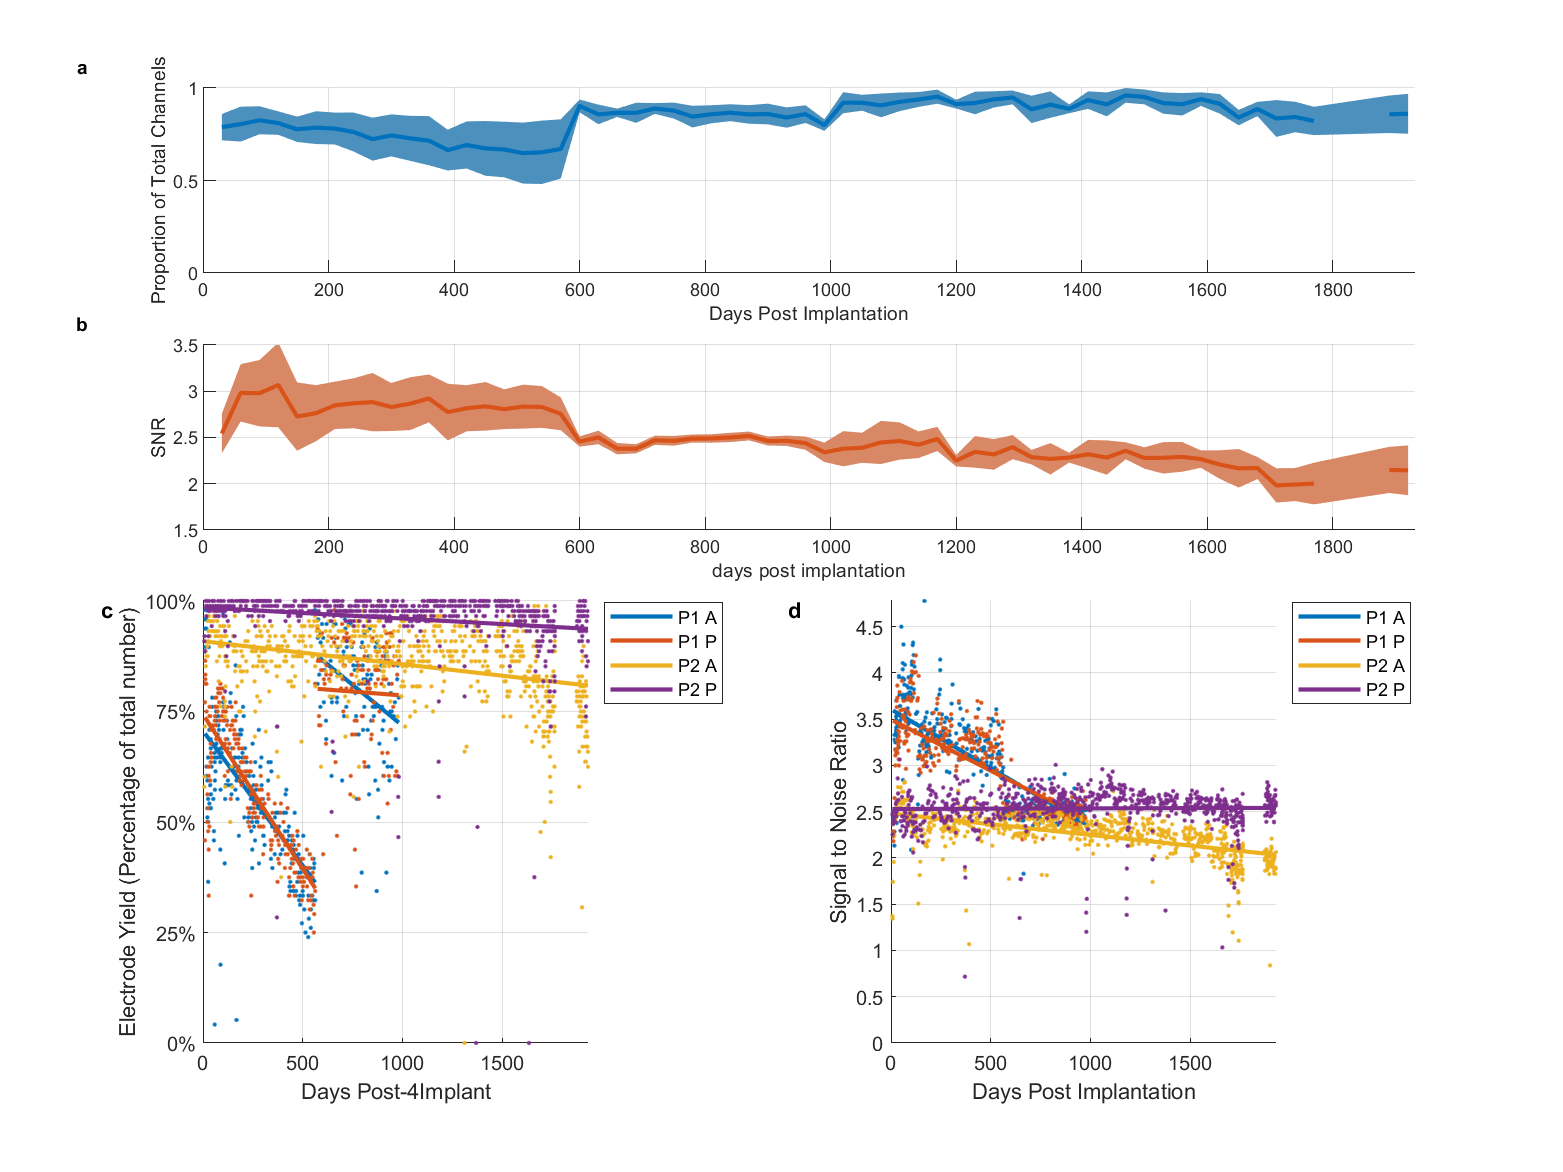 a
Proportion of Total Channels
1
0.5
0
0 200 400 600 800 1000 1200 1400 1600 1800
Days Post Implantation
b
SNR
3.5
3
2.5
2
1.5
0 200 400 600 800 1000 1200 1400 1600 1800
days post implantation
c
Electrode Yield (Percentage of total number)
100%
75%
50%
25%
0%
0 500 1000 1500
Days Post-4Implant
P1 A
P1 P
P2 A
P2 P
d
Signal to Noise Ratio
4.5
4
3.5
3
2.5
2
1.5
1
0.5
0
0 500 1000 1500
Days Post Implantation
P1 A
P1 P
P2 A
P2 P